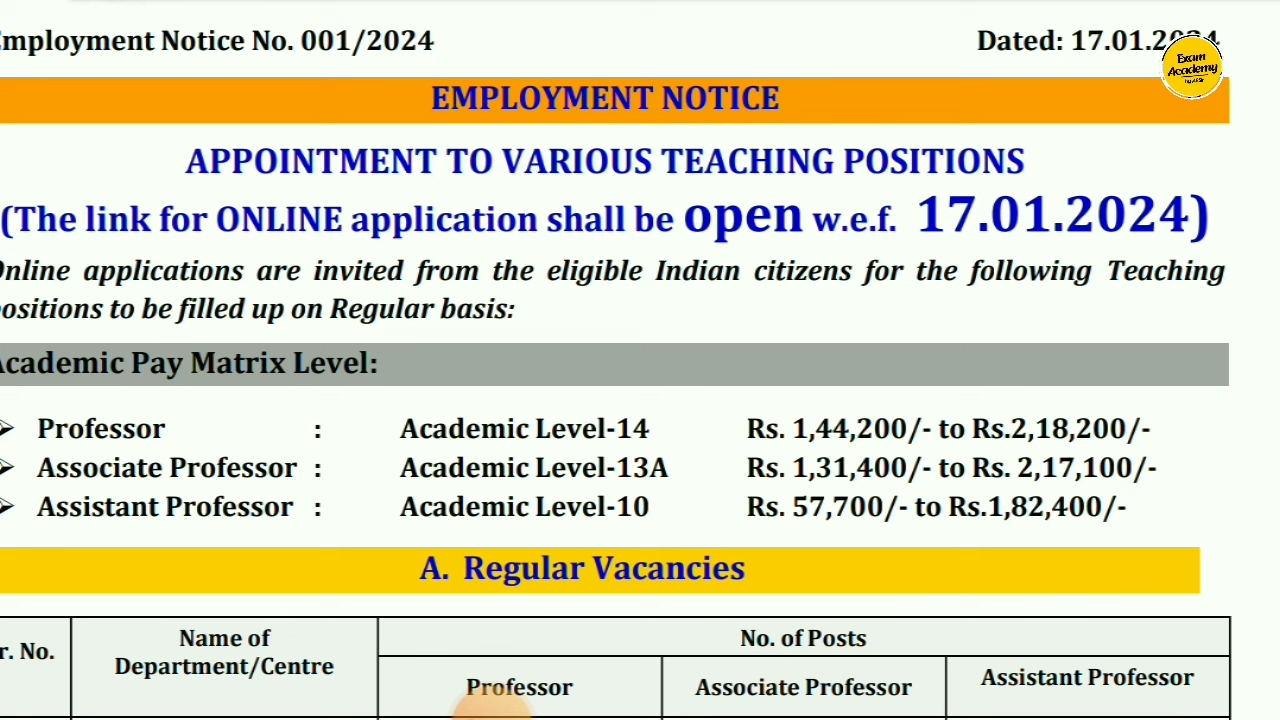 Employment Notice No. 001/2024
Dated: 17.01.2024
Exam
Academy
EMPLOYMENT NOTICE
APPOINTMENT TO VARIOUS TEACHING POSITIONS
(The link for ONLINE application shall be open w.e.f. 17.01.2024)
Online applications are invited from the eligible Indian citizens for the following Teaching
positions to be filled up on Regular basis:
Academic Pay Matrix Level:
➢ Professor : Academic Level-14 Rs. 1,44,200/- to Rs.2,18,200/-
➢ Associate Professor : Academic Level-13A Rs. 1,31,400/- to Rs. 2,17,100/-
➢ Assistant Professor : Academic Level-10 Rs. 57,700/- to Rs.1,82,400/-
A. Regular Vacancies
r. No.
Name of
Department/Centre
No. of Posts
Professor
Associate Professor
Assistant Professor